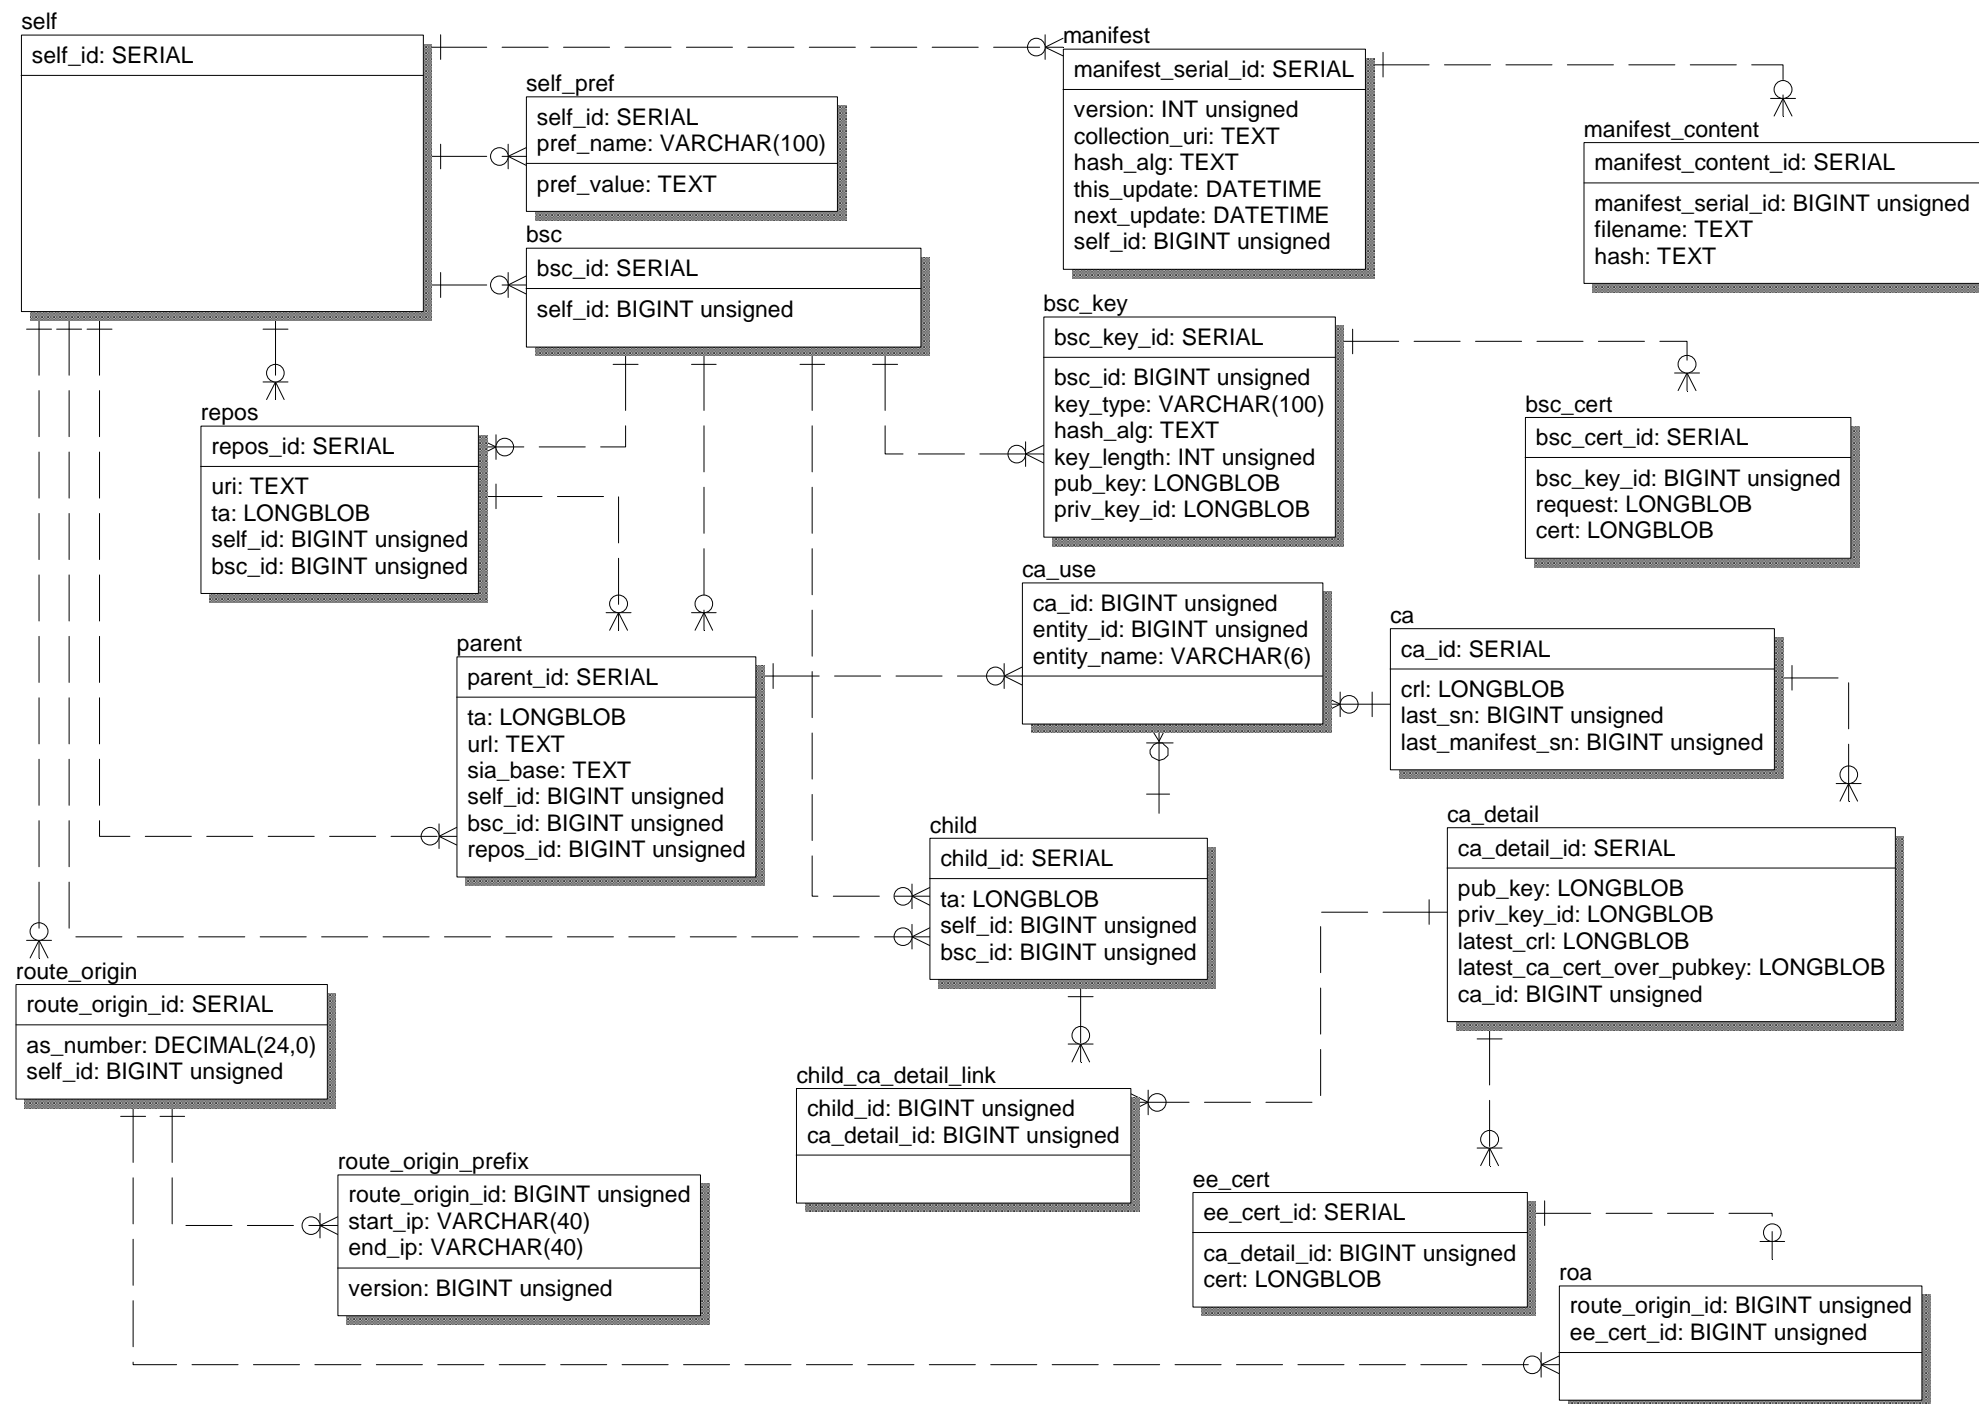 self
self_id: SERIAL
self_pref
self_id: SERIAL
pref_name: VARCHAR(100)
pref_value: TEXT
bsc
bsc_id: SERIAL
self_id: BIGINT unsigned
manifest
manifest_serial_id: SERIAL
version: INT unsigned
collection_uri: TEXT
hash_alg: TEXT
this_update: DATETIME
next_update: DATETIME
self_id: BIGINT unsigned
manifest_content
manifest_content_id: SERIAL
manifest_serial_id: BIGINT unsigned
filename: TEXT
hash: TEXT
bsc_key
bsc_key_id: SERIAL
bsc_id: BIGINT unsigned
key_type: VARCHAR(100)
hash_alg: TEXT
key_length: INT unsigned
pub_key: LONGBLOB
priv_key_id: LONGBLOB
bsc_cert
bsc_cert_id: SERIAL
bsc_key_id: BIGINT unsigned
request: LONGBLOB
cert: LONGBLOB
repos
repos_id: SERIAL
uri: TEXT
ta: LONGBLOB
self_id: BIGINT unsigned
bsc_id: BIGINT unsigned
parent
parent_id: SERIAL
ta: LONGBLOB
url: TEXT
sia_base: TEXT
self_id: BIGINT unsigned
bsc_id: BIGINT unsigned
repos_id: BIGINT unsigned
ca_use
ca_id: BIGINT unsigned
entity_id: BIGINT unsigned
entity_name: VARCHAR(6)
ca
ca_id: SERIAL
crl: LONGBLOB
last_sn: BIGINT unsigned
last_manifest_sn: BIGINT unsigned
child
child_id: SERIAL
ta: LONGBLOB
self_id: BIGINT unsigned
bsc_id: BIGINT unsigned
ca_detail
ca_detail_id: SERIAL
pub_key: LONGBLOB
priv_key_id: LONGBLOB
latest_crl: LONGBLOB
latest_ca_cert_over_pubkey: LONGBLOB
ca_id: BIGINT unsigned
route_origin
route_origin_id: SERIAL
as_number: DECIMAL(24,0)
self_id: BIGINT unsigned
child_ca_detail_link
child_id: BIGINT unsigned
ca_detail_id: BIGINT unsigned
route_origin_prefix
route_origin_id: BIGINT unsigned
start_ip: VARCHAR(40)
end_ip: VARCHAR(40)
version: BIGINT unsigned
ee_cert
ee_cert_id: SERIAL
ca_detail_id: BIGINT unsigned
cert: LONGBLOB
roa
route_origin_id: BIGINT unsigned
ee_cert_id: BIGINT unsigned